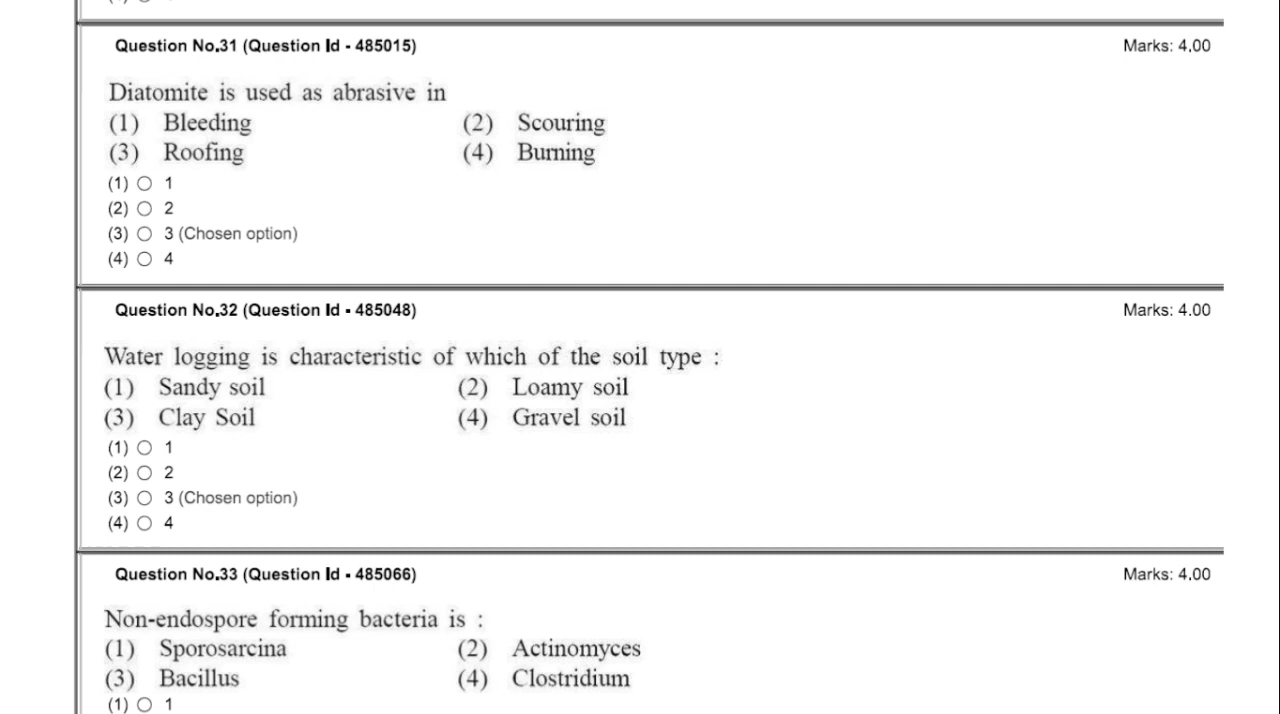 Question No.31 (Question Id - 485015) Marks: 4.00
Diatomite is used as abrasive in
(1) Bleeding (2) Scouring
(3) Roofing (4) Burning
(1) 1
(2) 2
(3) 3 (Chosen option)
(4) 4
Question No.32 (Question Id - 485048) Marks: 4.00
Water logging is characteristic of which of the soil type :
(1) Sandy soil (2) Loamy soil
(3) Clay Soil (4) Gravel soil
(1) 1
(2) 2
(3) 3 (Chosen option)
(4) 4
Question No.33 (Question Id - 485066) Marks: 4.00
Non-endospore forming bacteria is :
(1) Sporosarcina (2) Actinomyces
(3) Bacillus (4) Clostridium
(1) 1